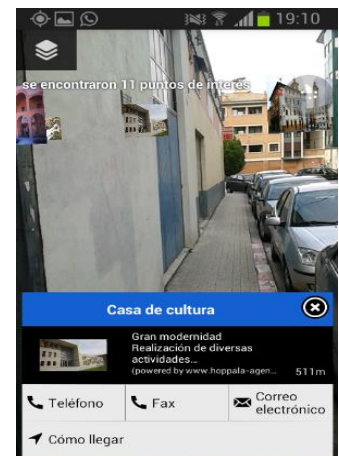 19:10
se encontraron 11 puntos de interés
Casa de cultura
Gran modernidad
Realización de diversas
actividades...
(powered by www.hoppala-agen... 511m
Teléfono
Fax
Correo
electrónico
Cómo llegar